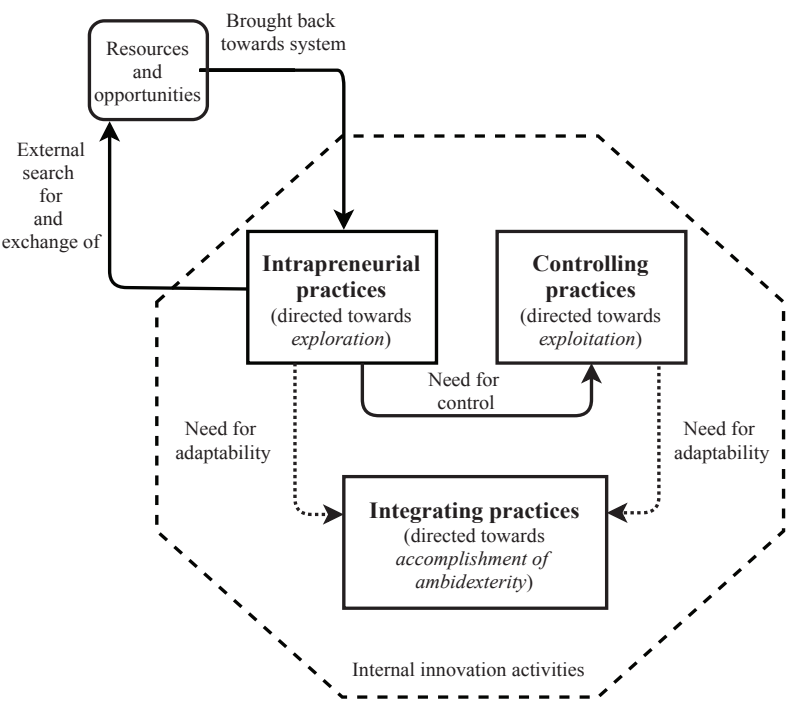 Brought back
towards system
Resources
and
opportunities
External
search
for
and
exchange of
Intrapreneurial
practices
(directed towards
exploration)
Controlling
practices
(directed towards
exploitation)
Need for
control
Need for
adaptability
Need for
adaptability
Integrating practices
(directed towards
accomplishment of
ambidexterity)
Internal innovation activities